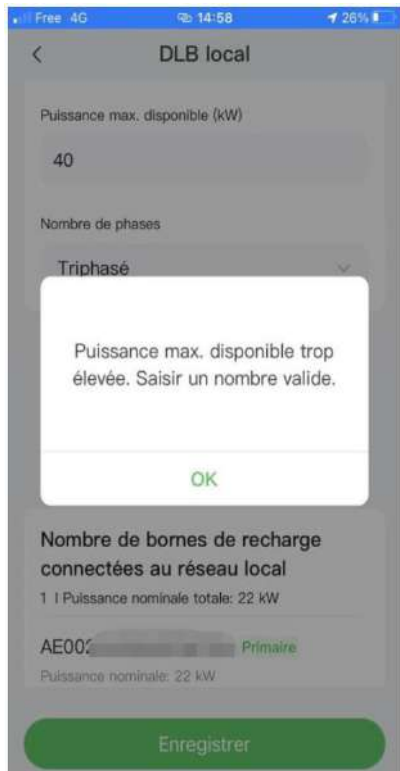 Free 4G 14:58 26%
DLB local
Puissance max. disponible (kW)
40
Nombre de phases
Triphasé
Puissance max. disponible trop
élevée. Saisir un nombre valide.
OK
Nombre de bornes de recharge
connectées au réseau local
1 | Puissance nominale totale: 22 kW
AE002 Primaire
Puissance nominale: 22 kW
Enregistrer